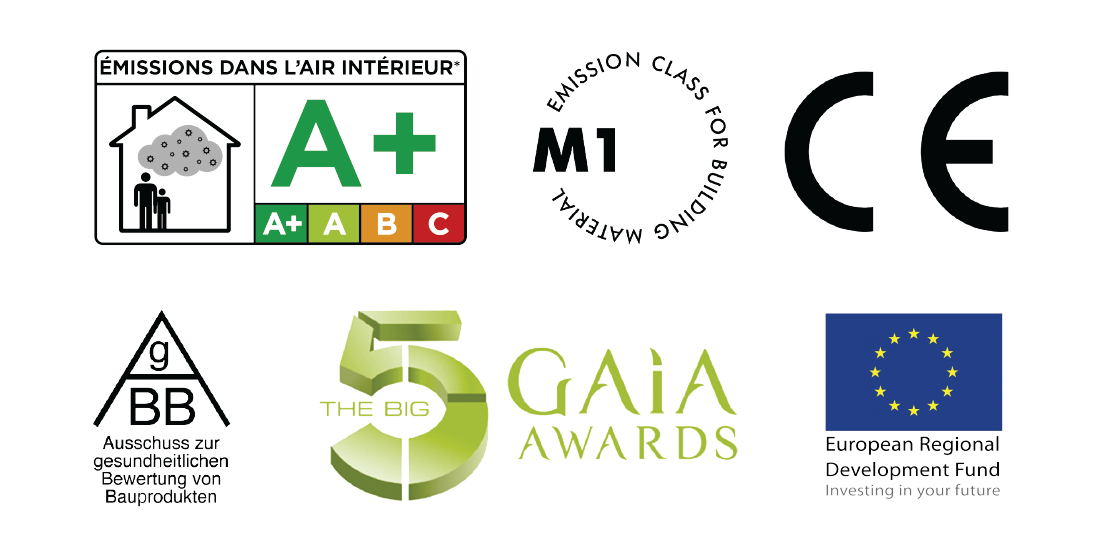 ÉMISSIONS DANS L'AIR INTÉRIEUR*
A+
A+ A B C
EMISSION CLASS FOR BUILDING MATERIAL
M1
CE
g
BB
Ausschuss zur
gesundheitlichen
Bewertung von
Bauprodukten
THE BIG
5
GAiA
AWARDS
European Regional
Development Fund
Investing in your future